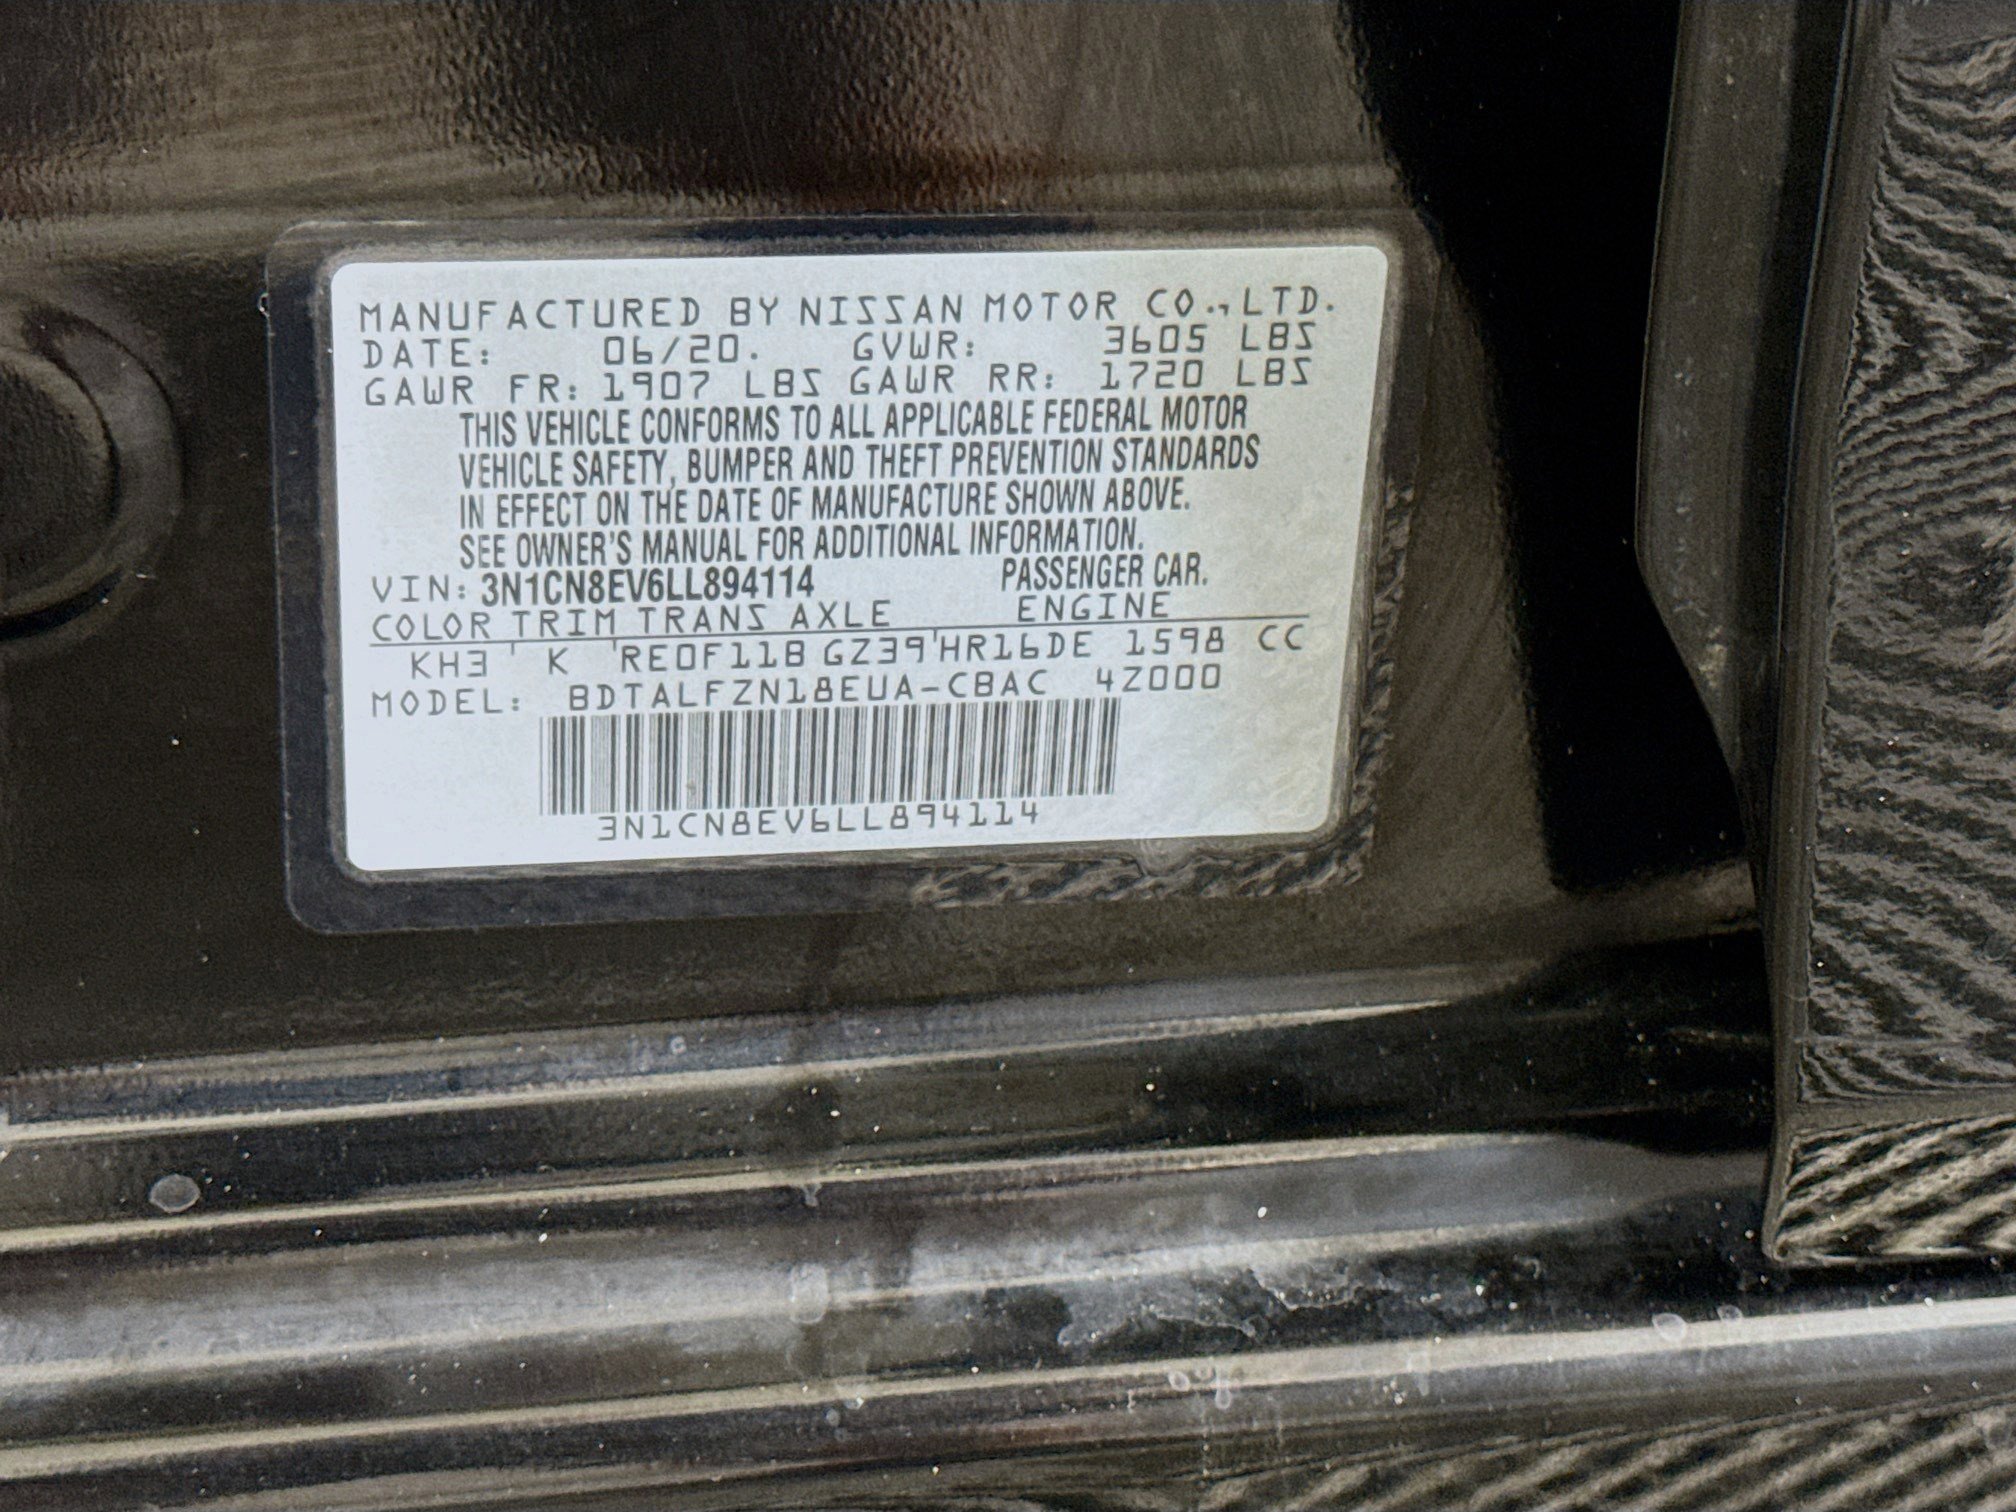 MANUFACTURED BY NISSAN MOTOR CO., LTD.
DATE: 06/20. GVWR: 3605 LBS
GAWR FR: 1907 LBS GAWR RR: 1720 LBS
THIS VEHICLE CONFORMS TO ALL APPLICABLE FEDERAL MOTOR
VEHICLE SAFETY, BUMPER AND THEFT PREVENTION STANDARDS
IN EFFECT ON THE DATE OF MANUFACTURE SHOWN ABOVE.
SEE OWNER'S MANUAL FOR ADDITIONAL INFORMATION.
VIN: 3N1CN8EV6LL894114 PASSENGER CAR.
COLOR TRIM TRANS AXLE ENGINE
KH3 ' K 'RE0F11B GZ39'HR16DE 1598 CC
MODEL: BDTALFZN18EUA-CBAC 4Z000
3N1CN8EV6LL894114